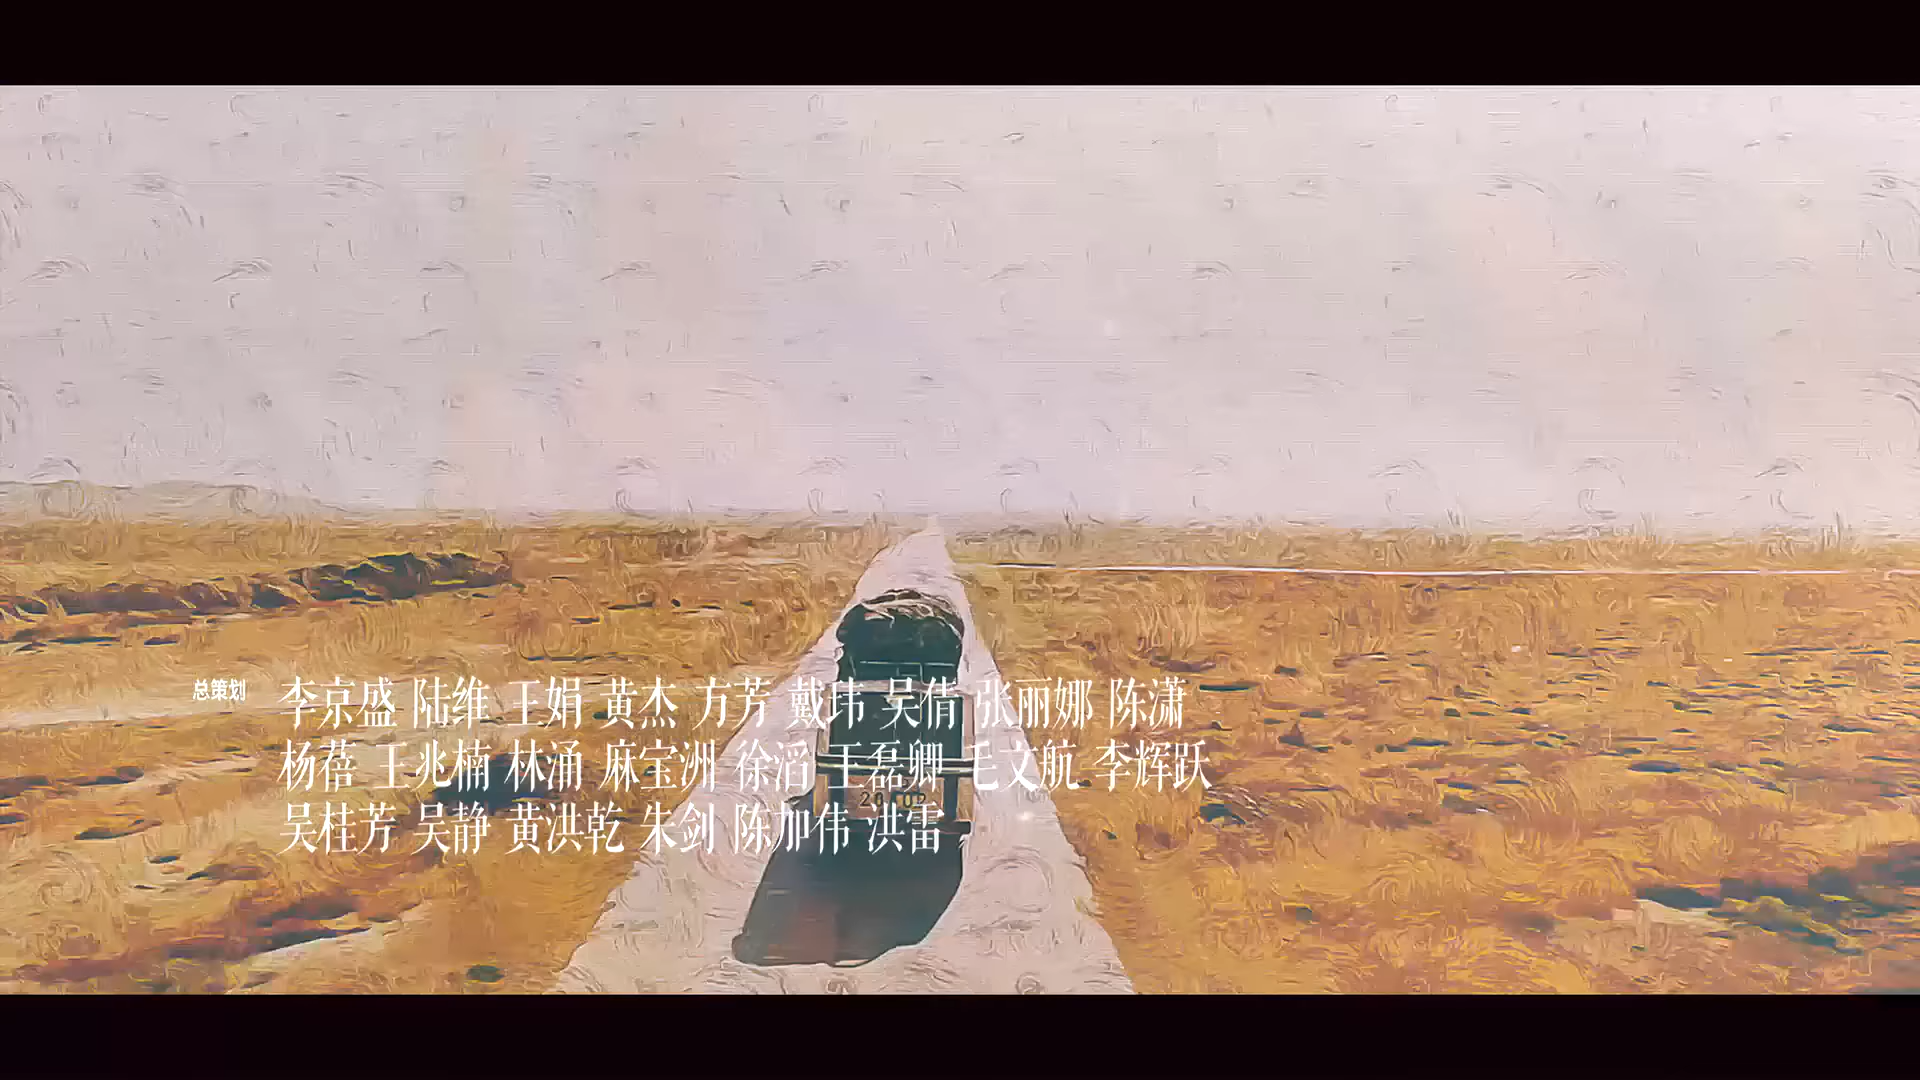 总策划 李京盛 陆维 王娟 黄杰 方芳 戴玮 吴倩 张丽娜 陈潇
杨蓓 王兆楠 林涌 麻宝洲 徐滔 王磊卿 毛文航 李辉跃
吴桂芳 吴静 黄洪乾 朱剑 陈加伟 洪雷